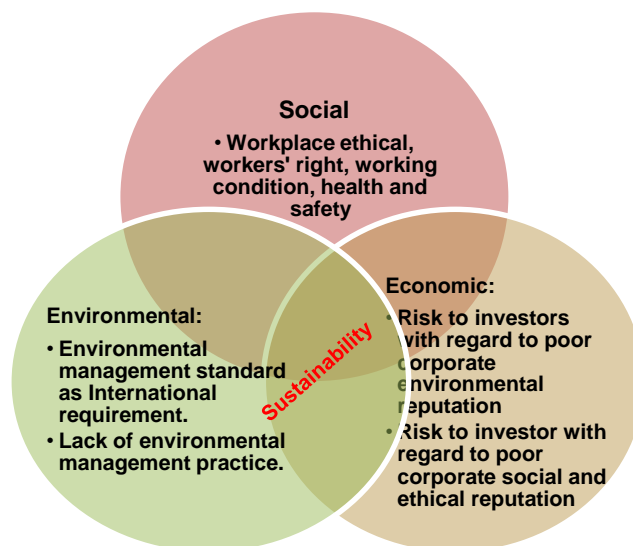 Social
• Workplace ethical,
workers' right, working
condition, health and
safety
Environmental:
• Environmental
management standard
as International
requirement.
• Lack of environmental
management practice.
Sustainability
Economic:
• Risk to investors
with regard to poor
corporate
environmental
reputation
• Risk to investor with
regard to poor
corporate social and
ethical reputation